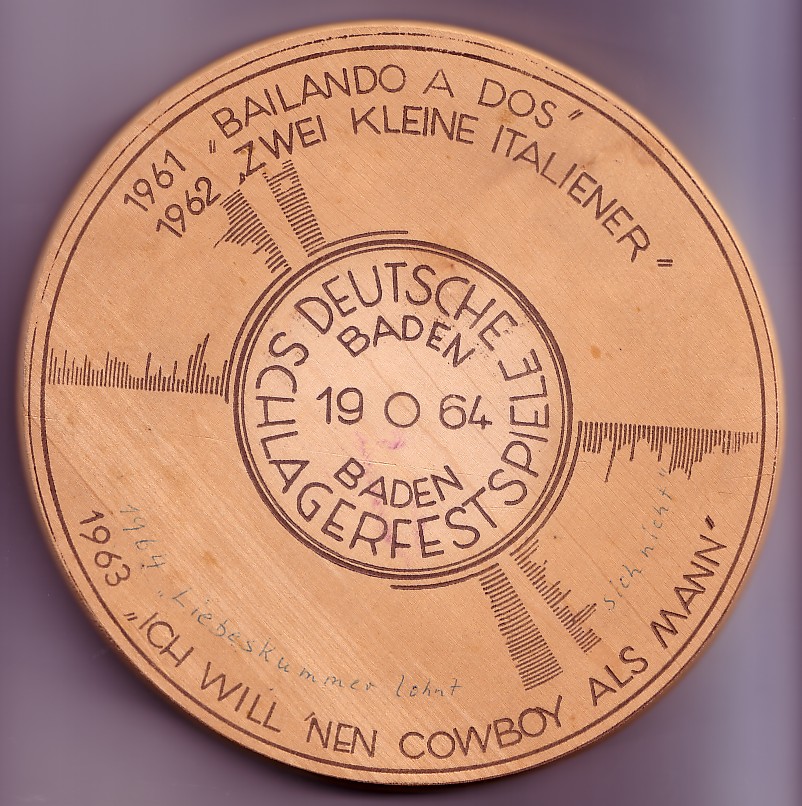 1961 „BAILANDO A DOS”
1962 „ZWEI KLEINE ITALIENER”
DEUTSCHE
SCHLAGERFESTSPIELE
BADEN
19 64
BADEN
1964 „Liebeskummer lohnt
sich nicht”
1963 „ICH WILL 'NEN COWBOY ALS MANN”